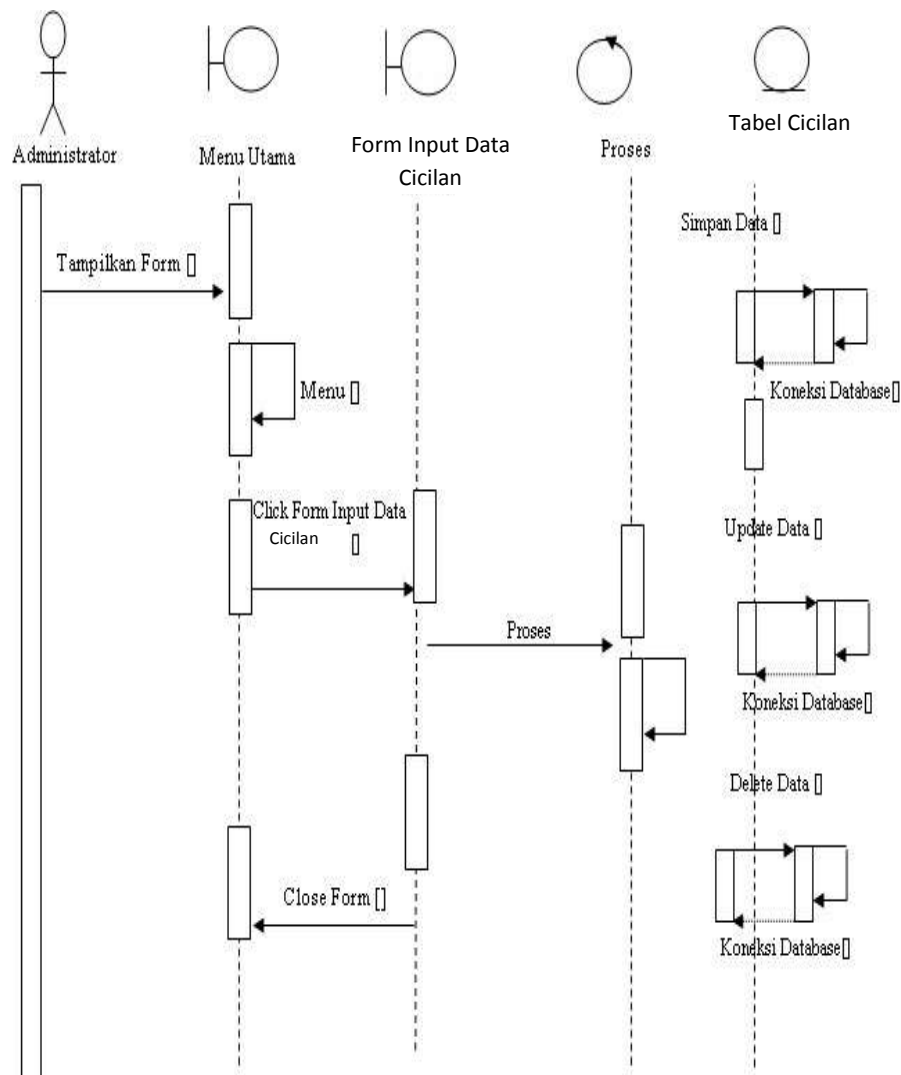 Administrator
Menu Utama
Form Input Data
Cicilan
Proses
Tabel Cicilan
Simpan Data []
Tampilkan Form []
Menu []
Koneksi Database[]
Click Form Input Data
Cicilan []
Update Data []
Proses
Koneksi Database[]
Delete Data []
Close Form []
Koneksi Database[]